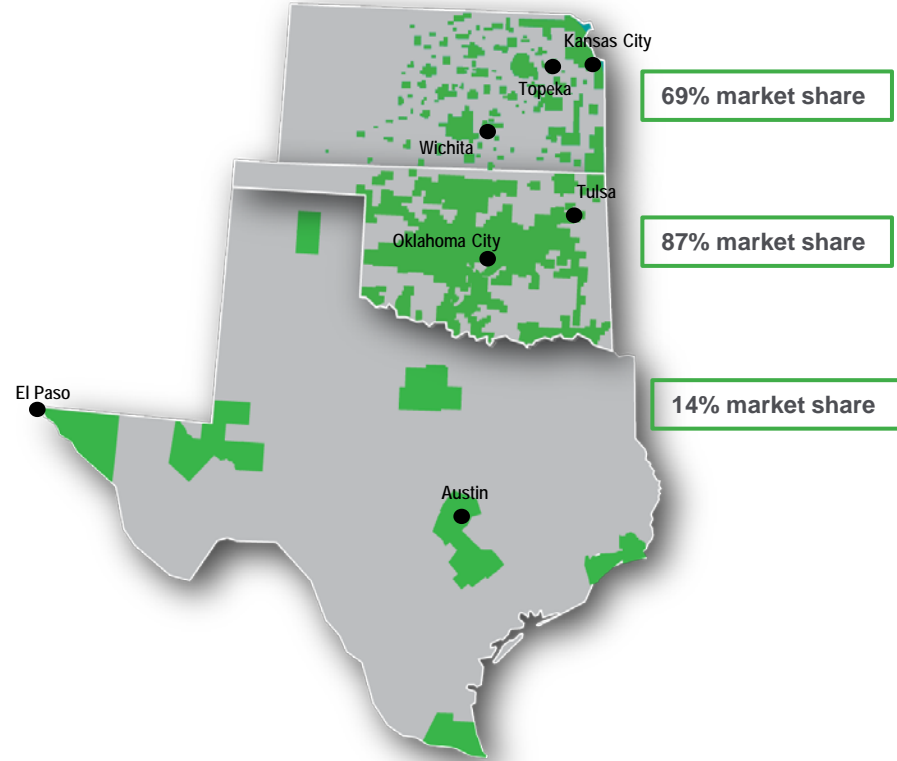 Kansas City
Topeka
69% market share
Wichita
Tulsa
87% market share
Oklahoma City
El Paso
14% market share
Austin